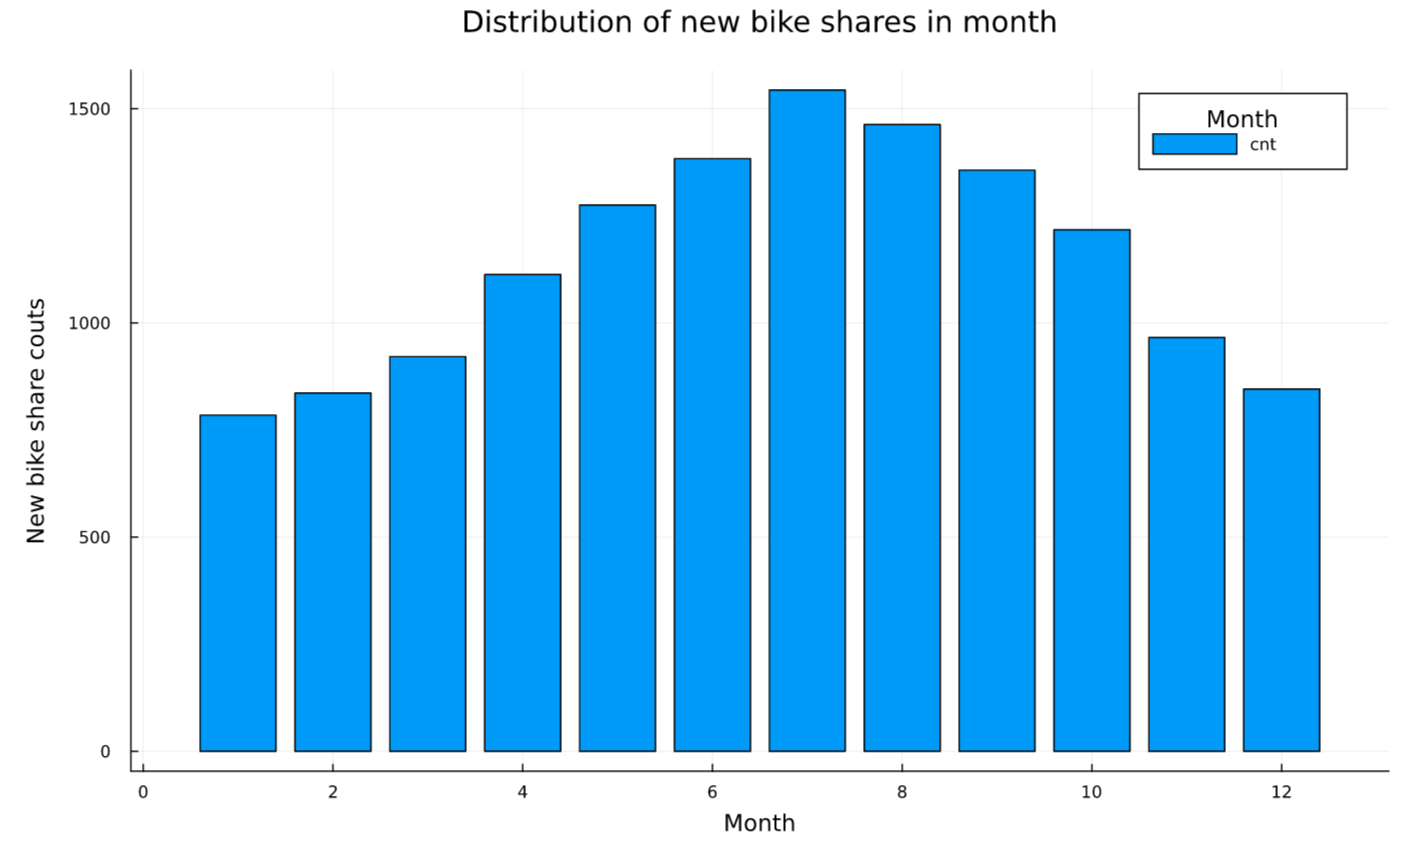 Distribution of new bike shares in month
New bike share couts
1500
1000
500
0
Month
cnt
0 2 4 6 8 10 12
Month